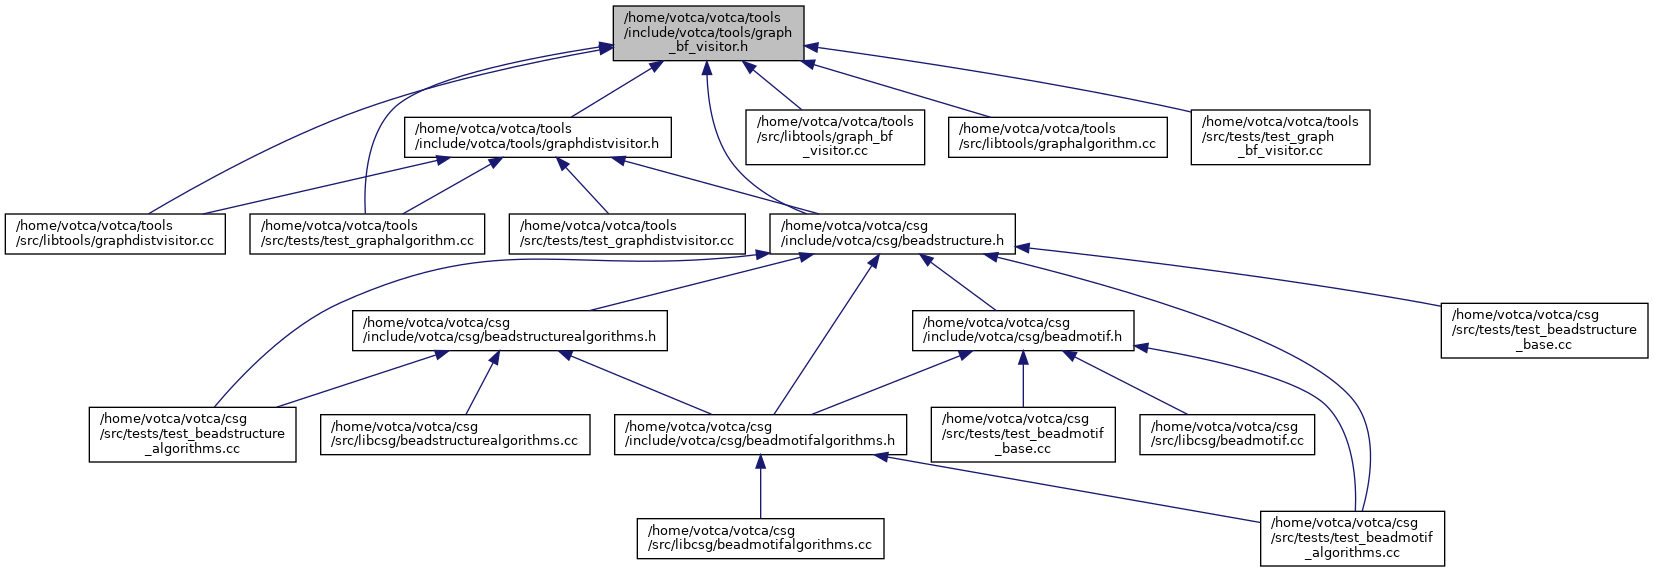 /home/votca/votca/tools
/include/votca/tools/graph
_bf_visitor.h
/home/votca/votca/tools
/include/votca/tools/graphdistvisitor.h
/home/votca/votca/tools
/src/libtools/graph_bf
_visitor.cc
/home/votca/votca/tools
/src/libtools/graphalgorithm.cc
/home/votca/votca/tools
/src/tests/test_graph
_bf_visitor.cc
/home/votca/votca/tools
/src/libtools/graphdistvisitor.cc
/home/votca/votca/tools
/src/tests/test_graphalgorithm.cc
/home/votca/votca/tools
/src/tests/test_graphdistvisitor.cc
/home/votca/votca/csg
/include/votca/csg/beadstructure.h
/home/votca/votca/csg
/include/votca/csg/beadstructurealgorithms.h
/home/votca/votca/csg
/include/votca/csg/beadmotif.h
/home/votca/votca/csg
/src/tests/test_beadstructure
_base.cc
/home/votca/votca/csg
/src/tests/test_beadstructure
_algorithms.cc
/home/votca/votca/csg
/src/libcsg/beadstructurealgorithms.cc
/home/votca/votca/csg
/include/votca/csg/beadmotifalgorithms.h
/home/votca/votca/csg
/src/tests/test_beadmotif
_base.cc
/home/votca/votca/csg
/src/libcsg/beadmotif.cc
/home/votca/votca/csg
/src/libcsg/beadmotifalgorithms.cc
/home/votca/votca/csg
/src/tests/test_beadmotif
_algorithms.cc